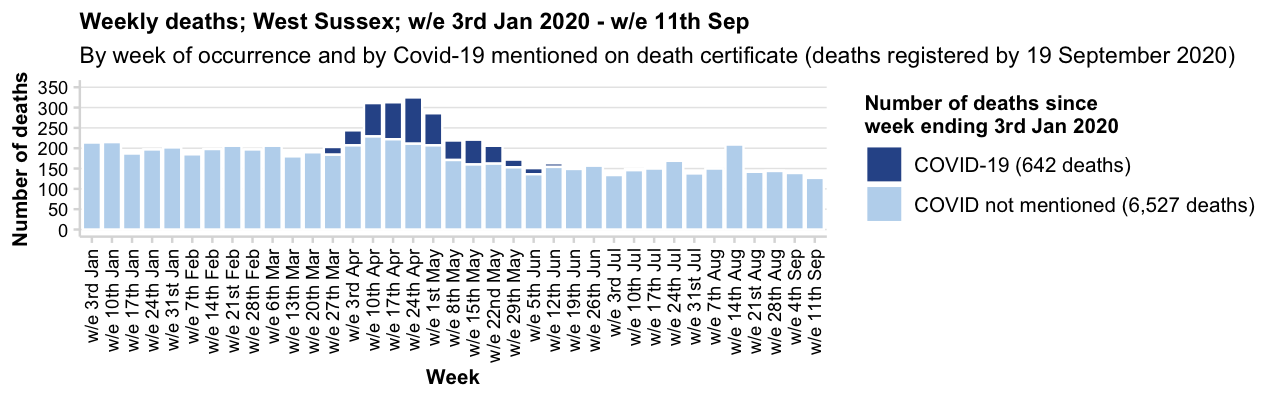 Weekly deaths; West Sussex; w/e 3rd Jan 2020 - w/e 11th Sep
By week of occurrence and by Covid-19 mentioned on death certificate (deaths registered by 19 September 2020)
Number of deaths
350
300
250
200
150
100
50
0
w/e 3rd Jan
w/e 10th Jan
w/e 17th Jan
w/e 24th Jan
w/e 31st Jan
w/e 7th Feb
w/e 14th Feb
w/e 21st Feb
w/e 28th Feb
w/e 6th Mar
w/e 13th Mar
w/e 20th Mar
w/e 27th Mar
w/e 3rd Apr
w/e 10th Apr
w/e 17th Apr
w/e 24th Apr
w/e 1st May
w/e 8th May
w/e 15th May
w/e 22nd May
w/e 29th May
w/e 5th Jun
w/e 12th Jun
w/e 19th Jun
w/e 26th Jun
w/e 3rd Jul
w/e 10th Jul
w/e 17th Jul
w/e 24th Jul
w/e 31st Jul
w/e 7th Aug
w/e 14th Aug
w/e 21st Aug
w/e 28th Aug
w/e 4th Sep
w/e 11th Sep
Week
Number of deaths since
week ending 3rd Jan 2020
COVID-19 (642 deaths)
COVID not mentioned (6,527 deaths)